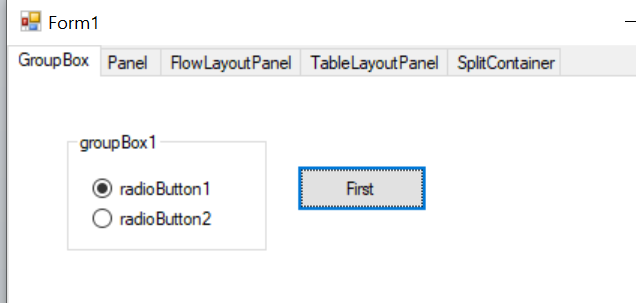 Form1
GroupBox Panel FlowLayoutPanel TableLayoutPanel SplitContainer
groupBox1
radioButton1
First
radioButton2